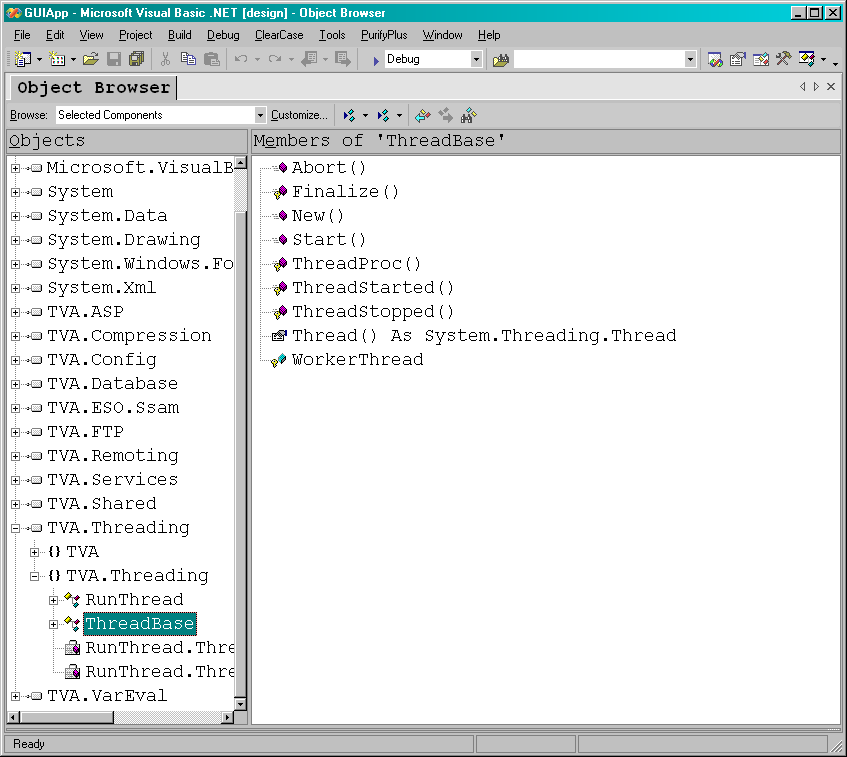 GUIApp - Microsoft Visual Basic .NET [design] - Object Browser
File Edit View Project Build Debug ClearCase Tools PurifyPlus Window Help
Debug
Object Browser
Browse: Selected Components Customize...
Objects
Microsoft.VisualB
System
System.Data
System.Drawing
System.Windows.Fo
System.Xml
TVA.ASP
TVA.Compression
TVA.Config
TVA.Database
TVA.ESO.Ssam
TVA.FTP
TVA.Remoting
TVA.Services
TVA.Shared
TVA.Threading
{} TVA
{} TVA.Threading
RunThread
ThreadBase
RunThread.Thre
RunThread.Thre
TVA.VarEval
Members of 'ThreadBase'
Abort()
Finalize()
New()
Start()
ThreadProc()
ThreadStarted()
ThreadStopped()
Thread() As System.Threading.Thread
WorkerThread
Ready